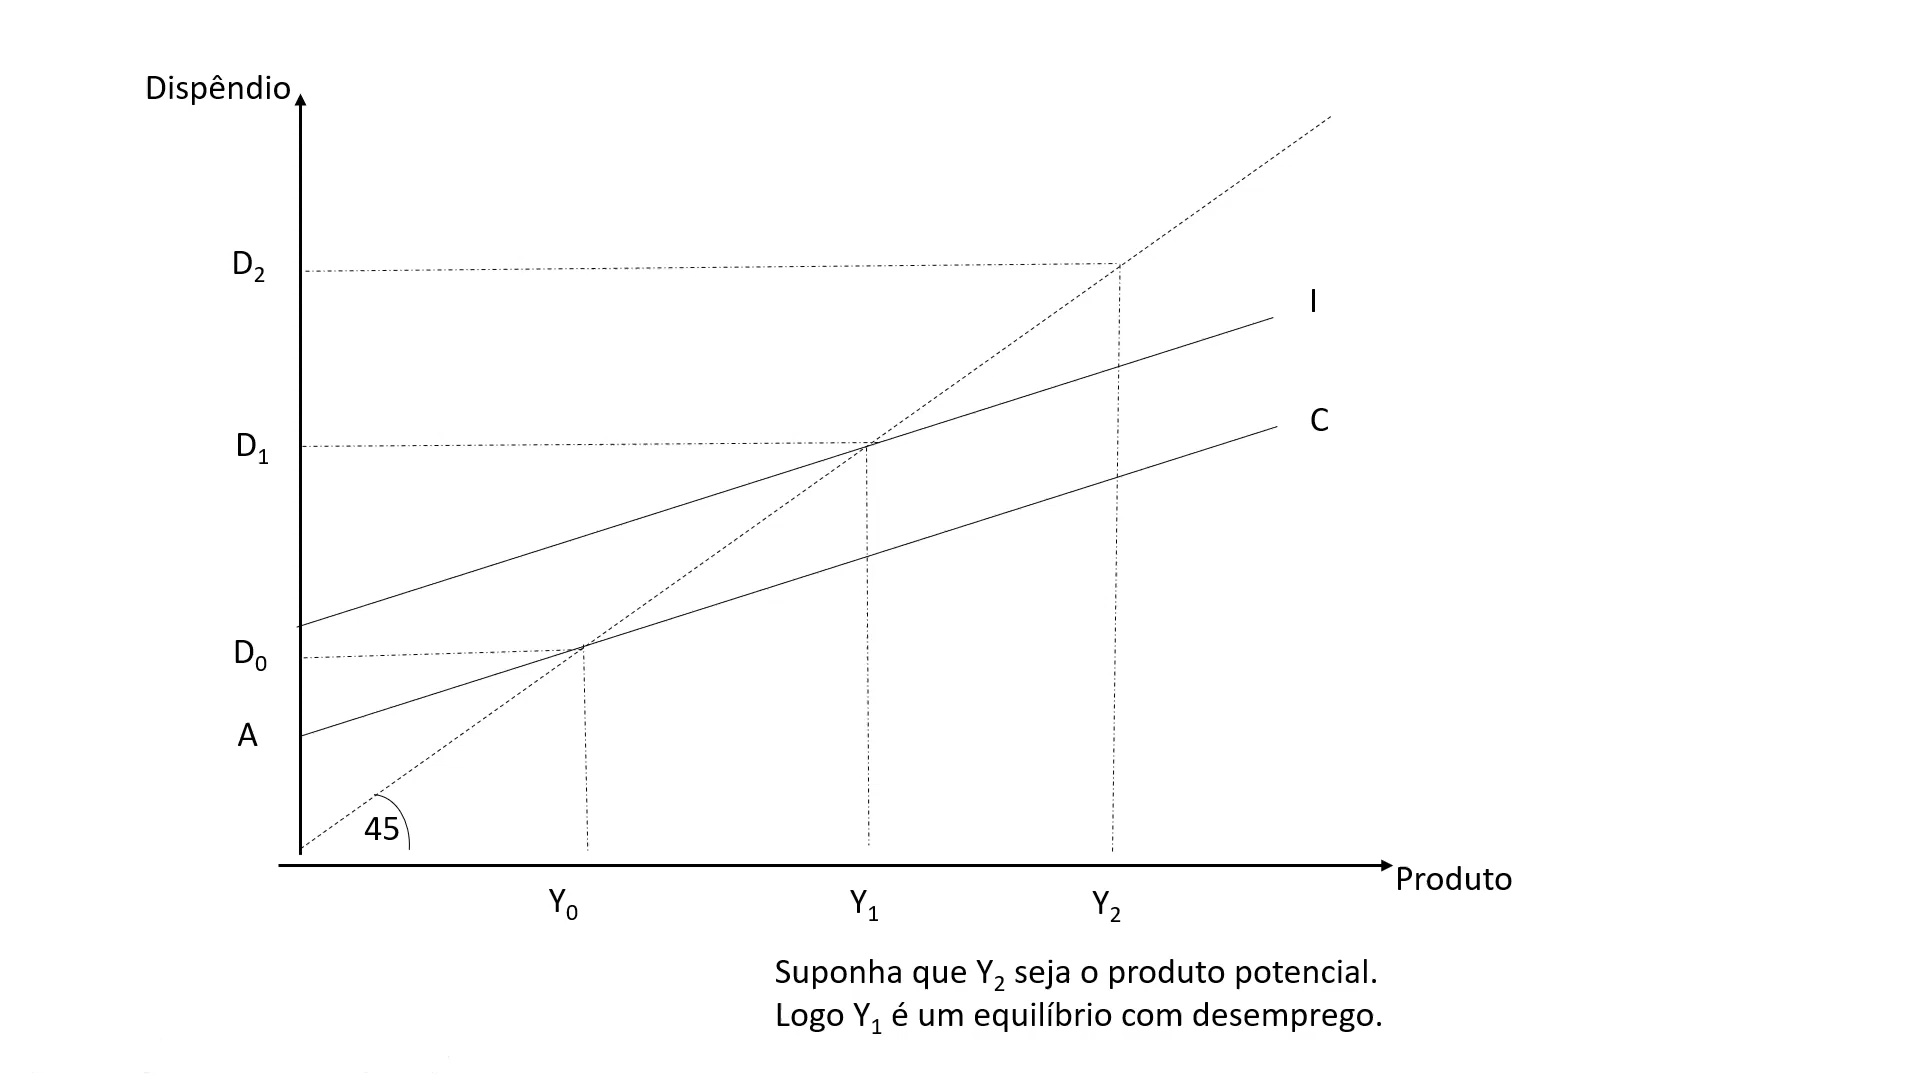 Dispêndio
D₂
I
C
D₁
D₀
A
45
Produto
Y₀
Y₁
Y₂
Suponha que Y₂ seja o produto potencial.
Logo Y₁ é um equilíbrio com desemprego.